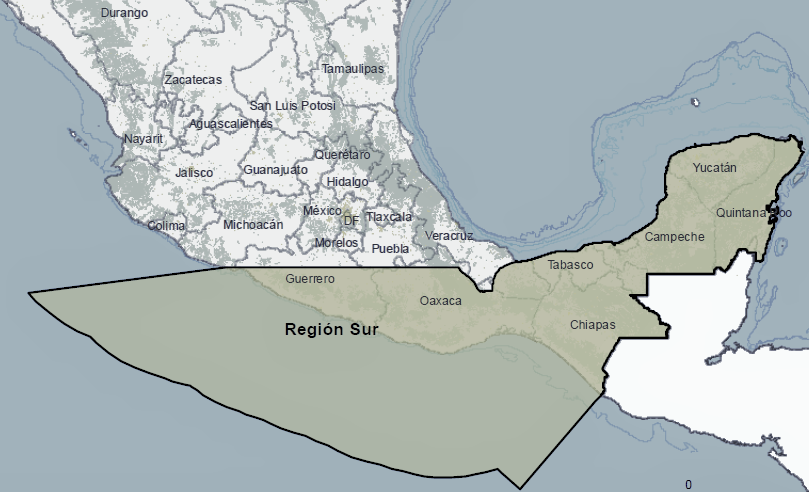 Durango
Tamaulipas
Zacatecas
San Luis Potosi
Aguascalientes
Nayarit
Querétaro
Jalisco
Guanajuato
Hidalgo
Yucatán
México
DF
Tlaxcala
Quintana Roo
Colima
Michoacán
Morelos
Puebla
Veracruz
Campeche
Tabasco
Guerrero
Oaxaca
Región Sur
Chiapas
0